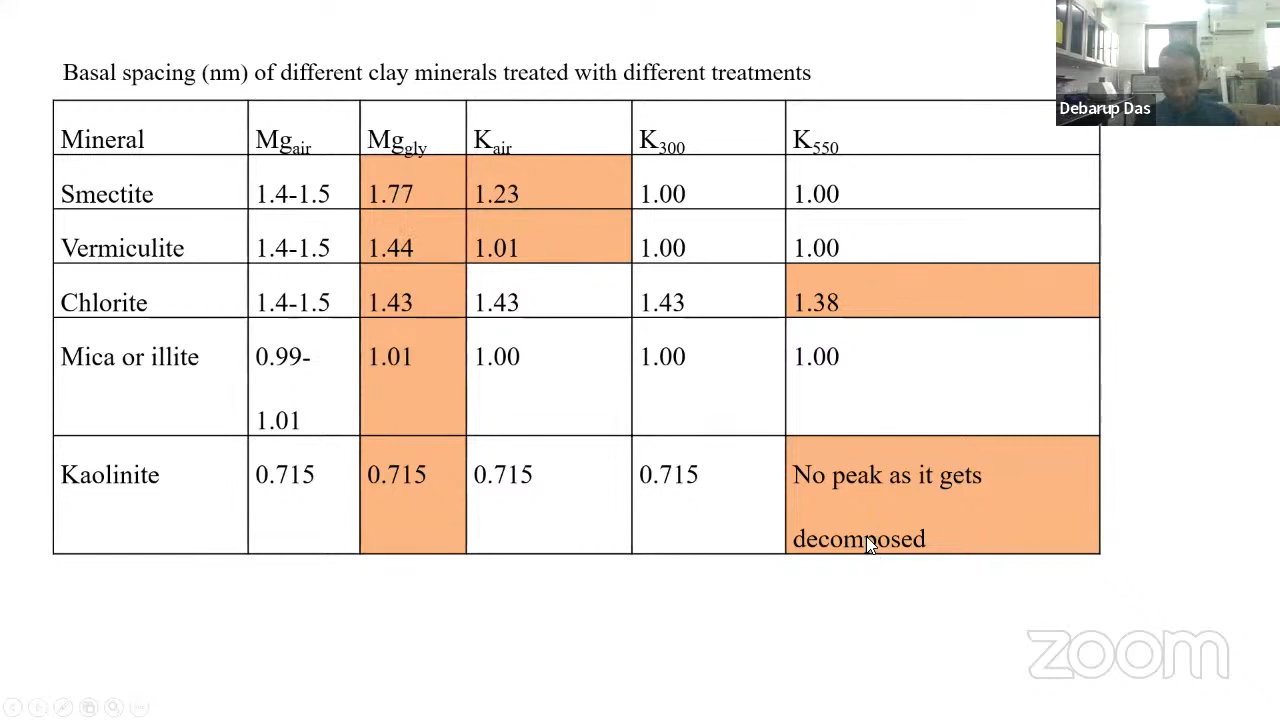 Basal spacing (nm) of different clay minerals treated with different treatments
Debarup Das
Mineral Mgair Mggly Kair K300 K550
Smectite 1.4-1.5 1.77 1.23 1.00 1.00
Vermiculite 1.4-1.5 1.44 1.01 1.00 1.00
Chlorite 1.4-1.5 1.43 1.43 1.43 1.38
Mica or illite 0.99- 1.01 1.00 1.00 1.00
1.01
Kaolinite 0.715 0.715 0.715 0.715 No peak as it gets
decomposed
zoom